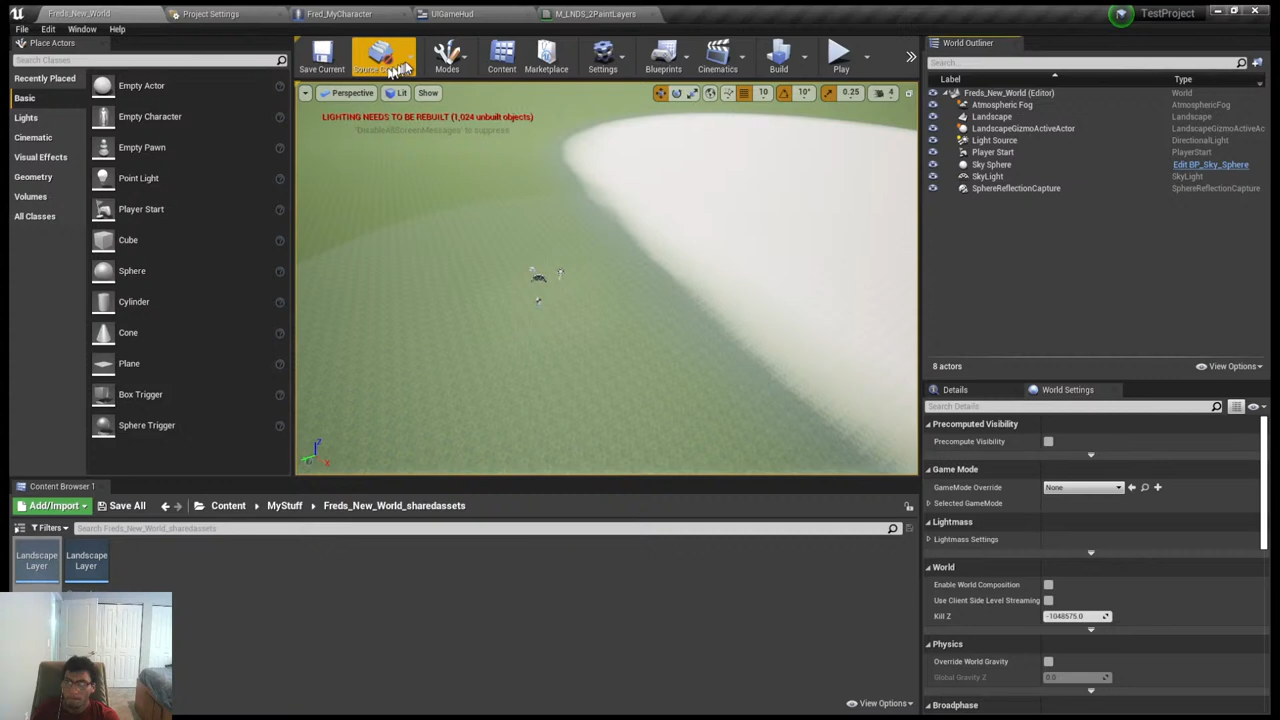 Freds_New_World
Project Settings
Fred_MyCharacter
UIGameHud
M_LNDS_2PaintLayers
TestProject
File Edit Window Help
Place Actors
Search Classes
Recently Placed
Basic
Lights
Cinematic
Visual Effects
Geometry
Volumes
All Classes
Empty Actor
Empty Character
Empty Pawn
Point Light
Player Start
Cube
Sphere
Cylinder
Cone
Plane
Box Trigger
Sphere Trigger
Save Current
Modes
Content
Marketplace
Settings
Blueprints
Cinematics
Build
Play
Perspective
Lit
Show
10
10°
0.25
4
LIGHTING NEEDS TO BE REBUILT (1,024 unbuilt objects)
'DisableAllScreenMessages' to suppress
Z
X
World Outliner
Search...
Label Type
Freds_New_World (Editor) World
Atmospheric Fog AtmosphericFog
Landscape Landscape
LandscapeGizmoActiveActor LandscapeGizmoActiveAc
Light Source DirectionalLight
Player Start PlayerStart
Sky Sphere Edit BP_Sky_Sphere
SkyLight SkyLight
SphereReflectionCapture SphereReflectionCapture
8 actors
View Options
Details
World Settings
Search Details
Precomputed Visibility
Precompute Visibility
Game Mode
GameMode Override None
Selected GameMode
Lightmass
Lightmass Settings
World
Enable World Composition
Use Client Side Level Streaming
Kill Z -1048575.0
Physics
Override World Gravity
Global Gravity Z 0.0
Broadphase
Content Browser 1
Add/Import
Save All
Content
MyStuff
Freds_New_World_sharedassets
Filters
Search Freds_New_World_sharedassets
Landscape
Layer
Landscape
Layer
View Options